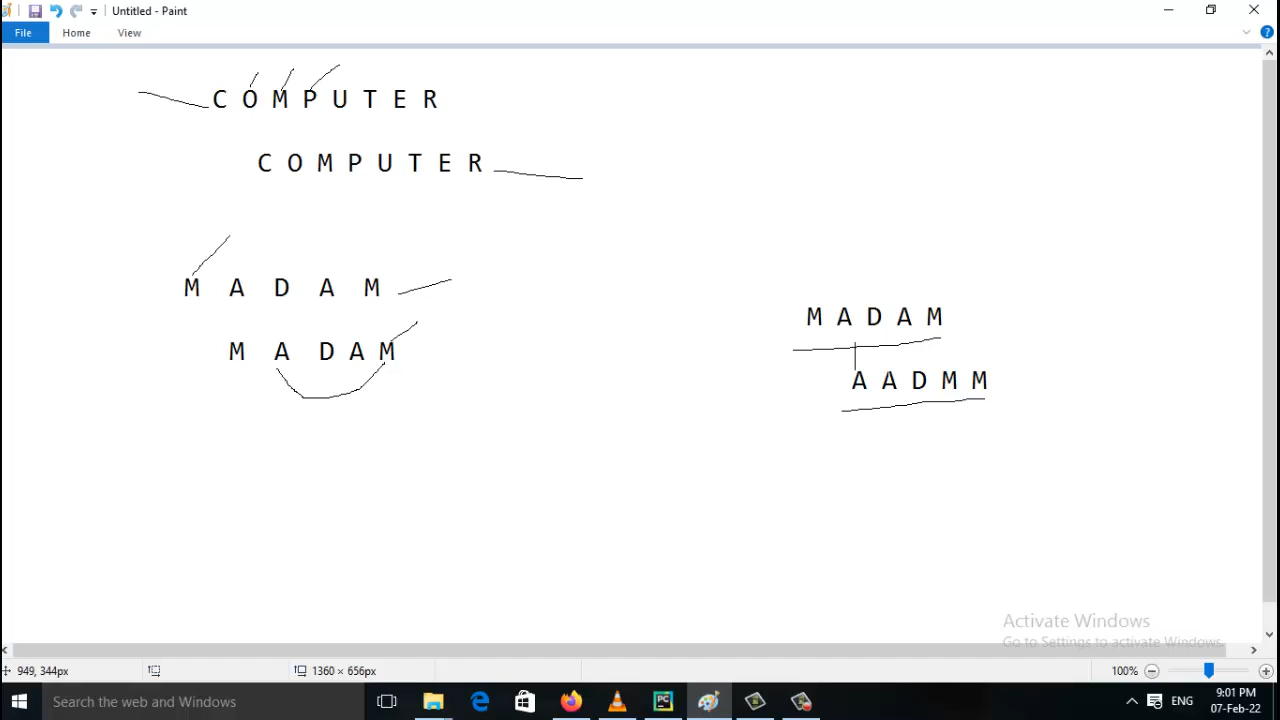 Untitled - Paint
File Home View
C O M P U T E R
C O M P U T E R
M A D A M
M A D A M
M A D A M
A A D M M
Activate Windows
Go to Settings to activate Windows.
949, 344px 1360 × 656px 100%
Search the web and Windows
PC
ENG
9:01 PM
07-Feb-22